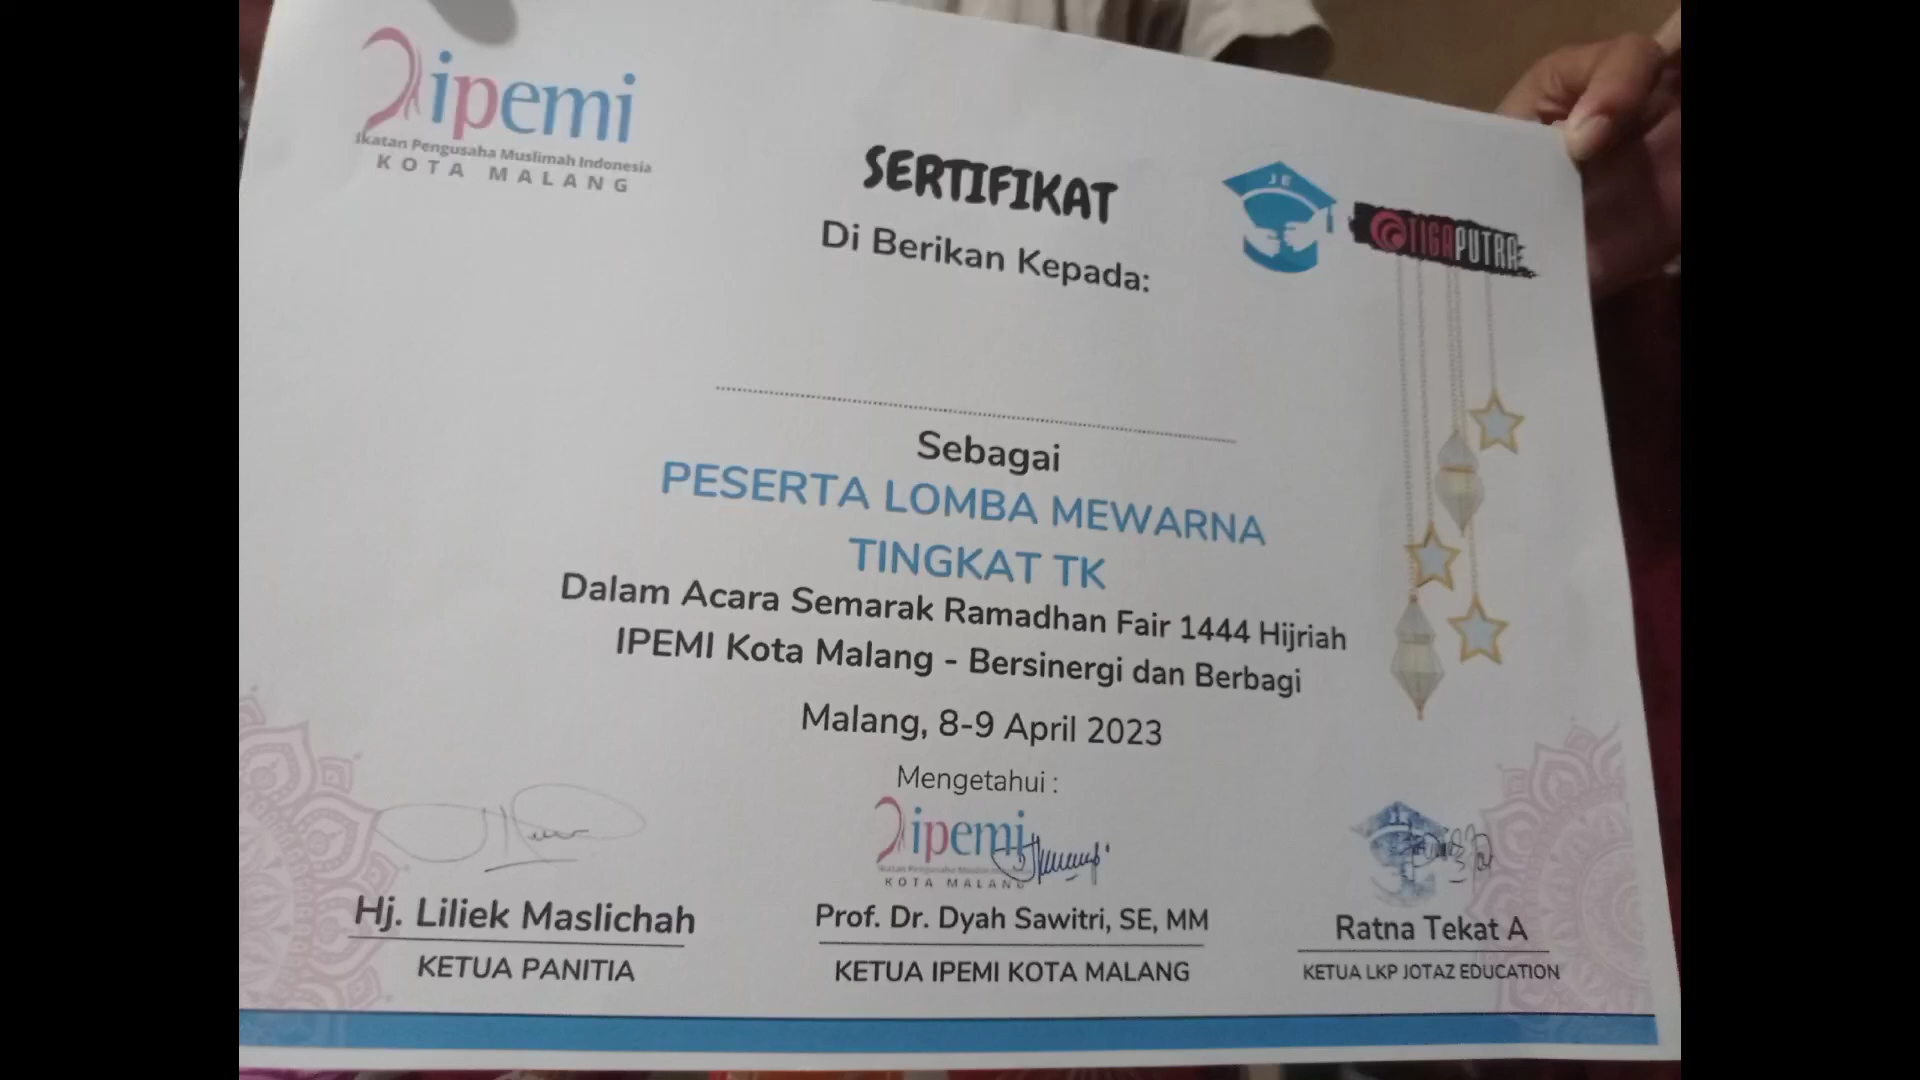 ipemi
Ikatan Pengusaha Muslimah Indonesia
KOTA MALANG
SERTIFIKAT
Di Berikan Kepada:
JE
TIGAPUTRA
Sebagai
PESERTA LOMBA MEWARNA
TINGKAT TK
Dalam Acara Semarak Ramadhan Fair 1444 Hijriah
IPEMI Kota Malang - Bersinergi dan Berbagi
Malang, 8-9 April 2023
Mengetahui :
ipemi
KOTA MALANG
Hj. Liliek Maslichah
KETUA PANITIA
Prof. Dr. Dyah Sawitri, SE, MM
KETUA IPEMI KOTA MALANG
Ratna Tekat A
KETUA LKP JOTAZ EDUCATION